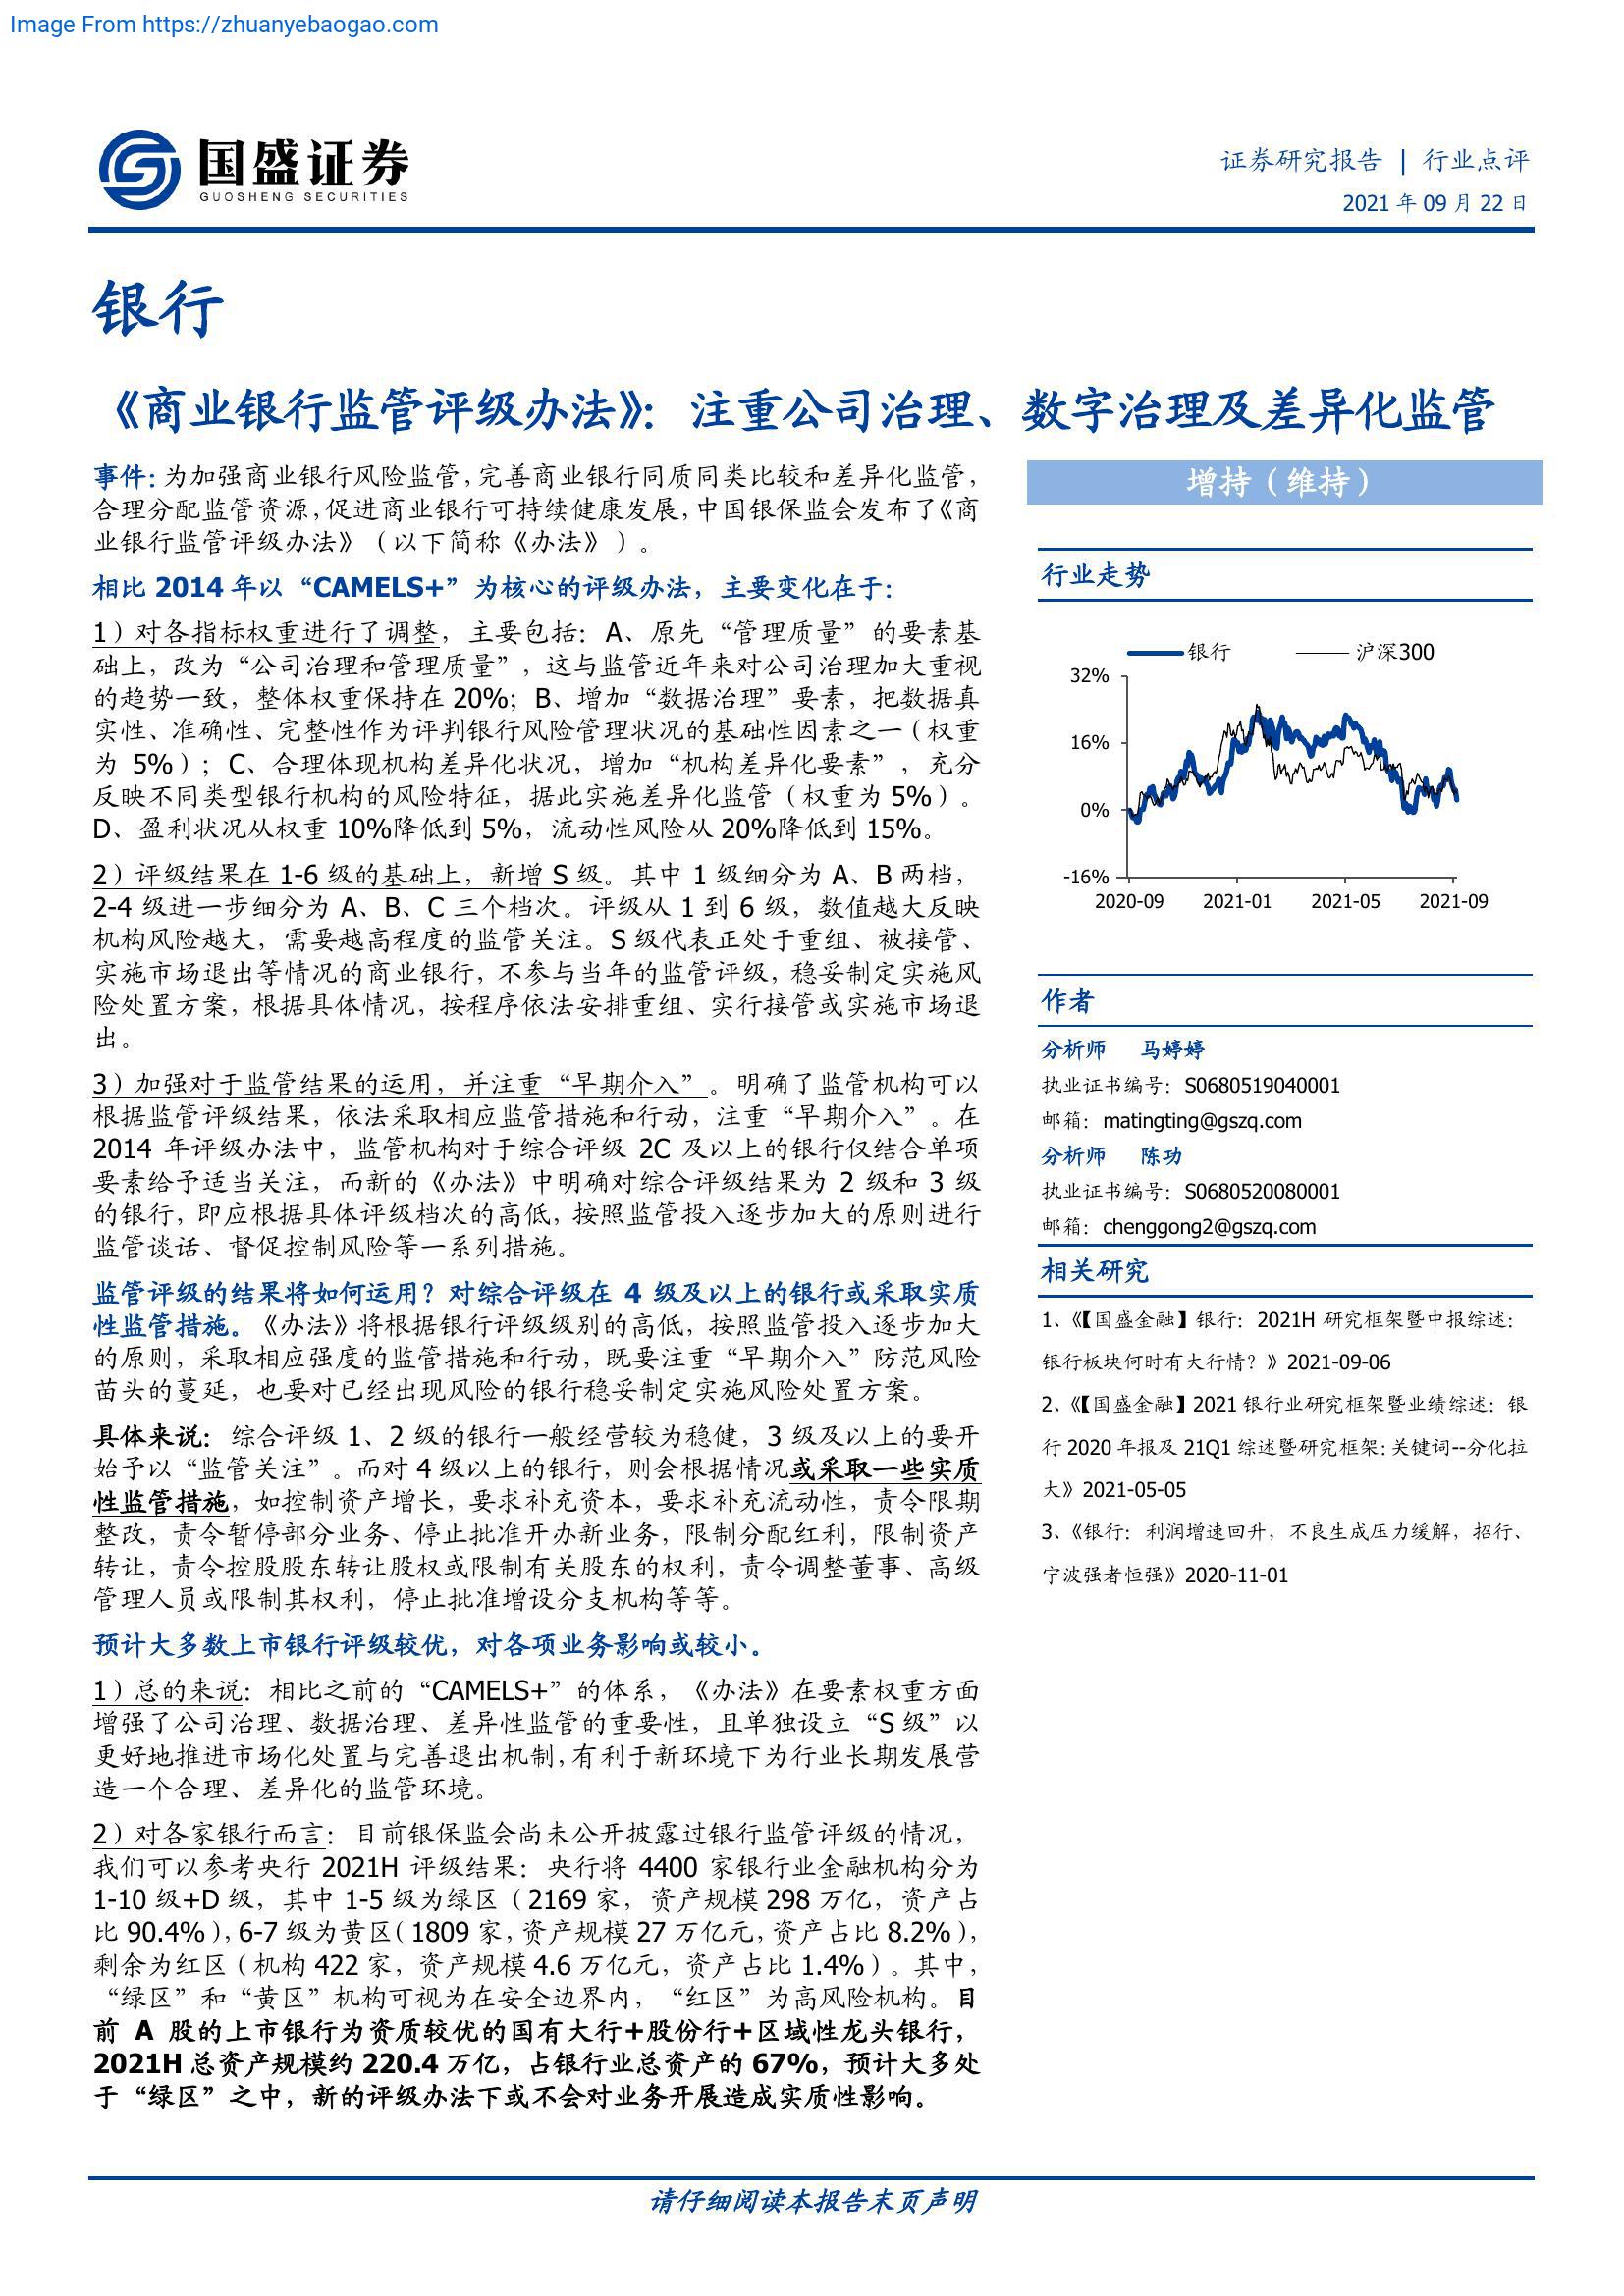 Image From https://zhuanyebaogao.com
国盛证券
GUOSHENG SECURITIES
证券研究报告 | 行业点评
2021 年 09 月 22 日
银行
《商业银行监管评级办法》：注重公司治理、数字治理及差异化监管
事件：为加强商业银行风险监管，完善商业银行同质同类比较和差异化监管，
合理分配监管资源，促进商业银行可持续健康发展，中国银保监会发布了《商
业银行监管评级办法》（以下简称《办法》）。
相比 2014 年以“CAMELS+”为核心的评级办法，主要变化在于：
1）对各指标权重进行了调整，主要包括：A、原先“管理质量”的要素基
础上，改为“公司治理和管理质量”，这与监管近年来对公司治理加大重视
的趋势一致，整体权重保持在 20%；B、增加“数据治理”要素，把数据真
实性、准确性、完整性作为评判银行风险管理状况的基础性因素之一（权重
为 5%）；C、合理体现机构差异化状况，增加“机构差异化要素”，充分
反映不同类型银行机构的风险特征，据此实施差异化监管（权重为 5%）。
D、盈利状况从权重 10%降低到 5%，流动性风险从 20%降低到 15%。
2）评级结果在 1-6 级的基础上，新增 S 级。其中 1 级细分为 A、B 两档，
2-4 级进一步细分为 A、B、C 三个档次。评级从 1 到 6 级，数值越大反映
机构风险越大，需要越高程度的监管关注。S 级代表正处于重组、被接管、
实施市场退出等情况的商业银行，不参与当年的监管评级，稳妥制定实施风
险处置方案，根据具体情况，按程序依法安排重组、实行接管或实施市场退
出。
3）加强对于监管结果的运用，并注重“早期介入”。明确了监管机构可以
根据监管评级结果，依法采取相应监管措施和行动，注重“早期介入”。在
2014 年评级办法中，监管机构对于综合评级 2C 及以上的银行仅结合单项
要素给予适当关注，而新的《办法》中明确对综合评级结果为 2 级和 3 级
的银行，即应根据具体评级档次的高低，按照监管投入逐步加大的原则进行
监管谈话、督促控制风险等一系列措施。
监管评级的结果将如何运用？对综合评级在 4 级及以上的银行或采取实质
性监管措施。《办法》将根据银行评级级别的高低，按照监管投入逐步加大
的原则，采取相应强度的监管措施和行动，既要注重“早期介入”防范风险
苗头的蔓延，也要对已经出现风险的银行稳妥制定实施风险处置方案。
具体来说：综合评级 1、2 级的银行一般经营较为稳健，3 级及以上的要开
始予以“监管关注”。而对 4 级以上的银行，则会根据情况或采取一些实质
性监管措施，如控制资产增长，要求补充资本，要求补充流动性，责令限期
整改，责令暂停部分业务、停止批准开办新业务，限制分配红利，限制资产
转让，责令控股股东转让股权或限制有关股东的权利，责令调整董事、高级
管理人员或限制其权利，停止批准增设分支机构等等。
预计大多数上市银行评级较优，对各项业务影响或较小。
1）总的来说：相比之前的“CAMELS+”的体系，《办法》在要素权重方面
增强了公司治理、数据治理、差异性监管的重要性，且单独设立“S 级”以
更好地推进市场化处置与完善退出机制，有利于新环境下为行业长期发展营
造一个合理、差异化的监管环境。
2）对各家银行而言：目前银保监会尚未公开披露过银行监管评级的情况，
我们可以参考央行 2021H 评级结果：央行将 4400 家银行业金融机构分为
1-10 级+D 级，其中 1-5 级为绿区（2169 家，资产规模 298 万亿，资产占
比 90.4%），6-7 级为黄区（1809 家，资产规模 27 万亿元，资产占比 8.2%），
剩余为红区（机构 422 家，资产规模 4.6 万亿元，资产占比 1.4%）。其中，
“绿区”和“黄区”机构可视为在安全边界内，“红区”为高风险机构。目
前 A 股的上市银行为资质较优的国有大行+股份行+区域性龙头银行，
2021H 总资产规模约 220.4 万亿，占银行业总资产的 67%，预计大多处
于“绿区”之中，新的评级办法下或不会对业务开展造成实质性影响。
增持（维持）
行业走势
银行 沪深300
32%
16%
0%
-16%
2020-09 2021-01 2021-05 2021-09
作者
分析师 马婷婷
执业证书编号：S0680519040001
邮箱：matingting@gszq.com
分析师 陈功
执业证书编号：S0680520080001
邮箱：chenggong2@gszq.com
相关研究
1、《【国盛金融】银行：2021H 研究框架暨中报综述：
银行板块何时有大行情？》2021-09-06
2、《【国盛金融】2021 银行业研究框架暨业绩综述：银
行 2020 年报及 21Q1 综述暨研究框架：关键词--分化拉
大》2021-05-05
3、《银行：利润增速回升，不良生成压力缓解，招行、
宁波强者恒强》2020-11-01
请仔细阅读本报告末页声明